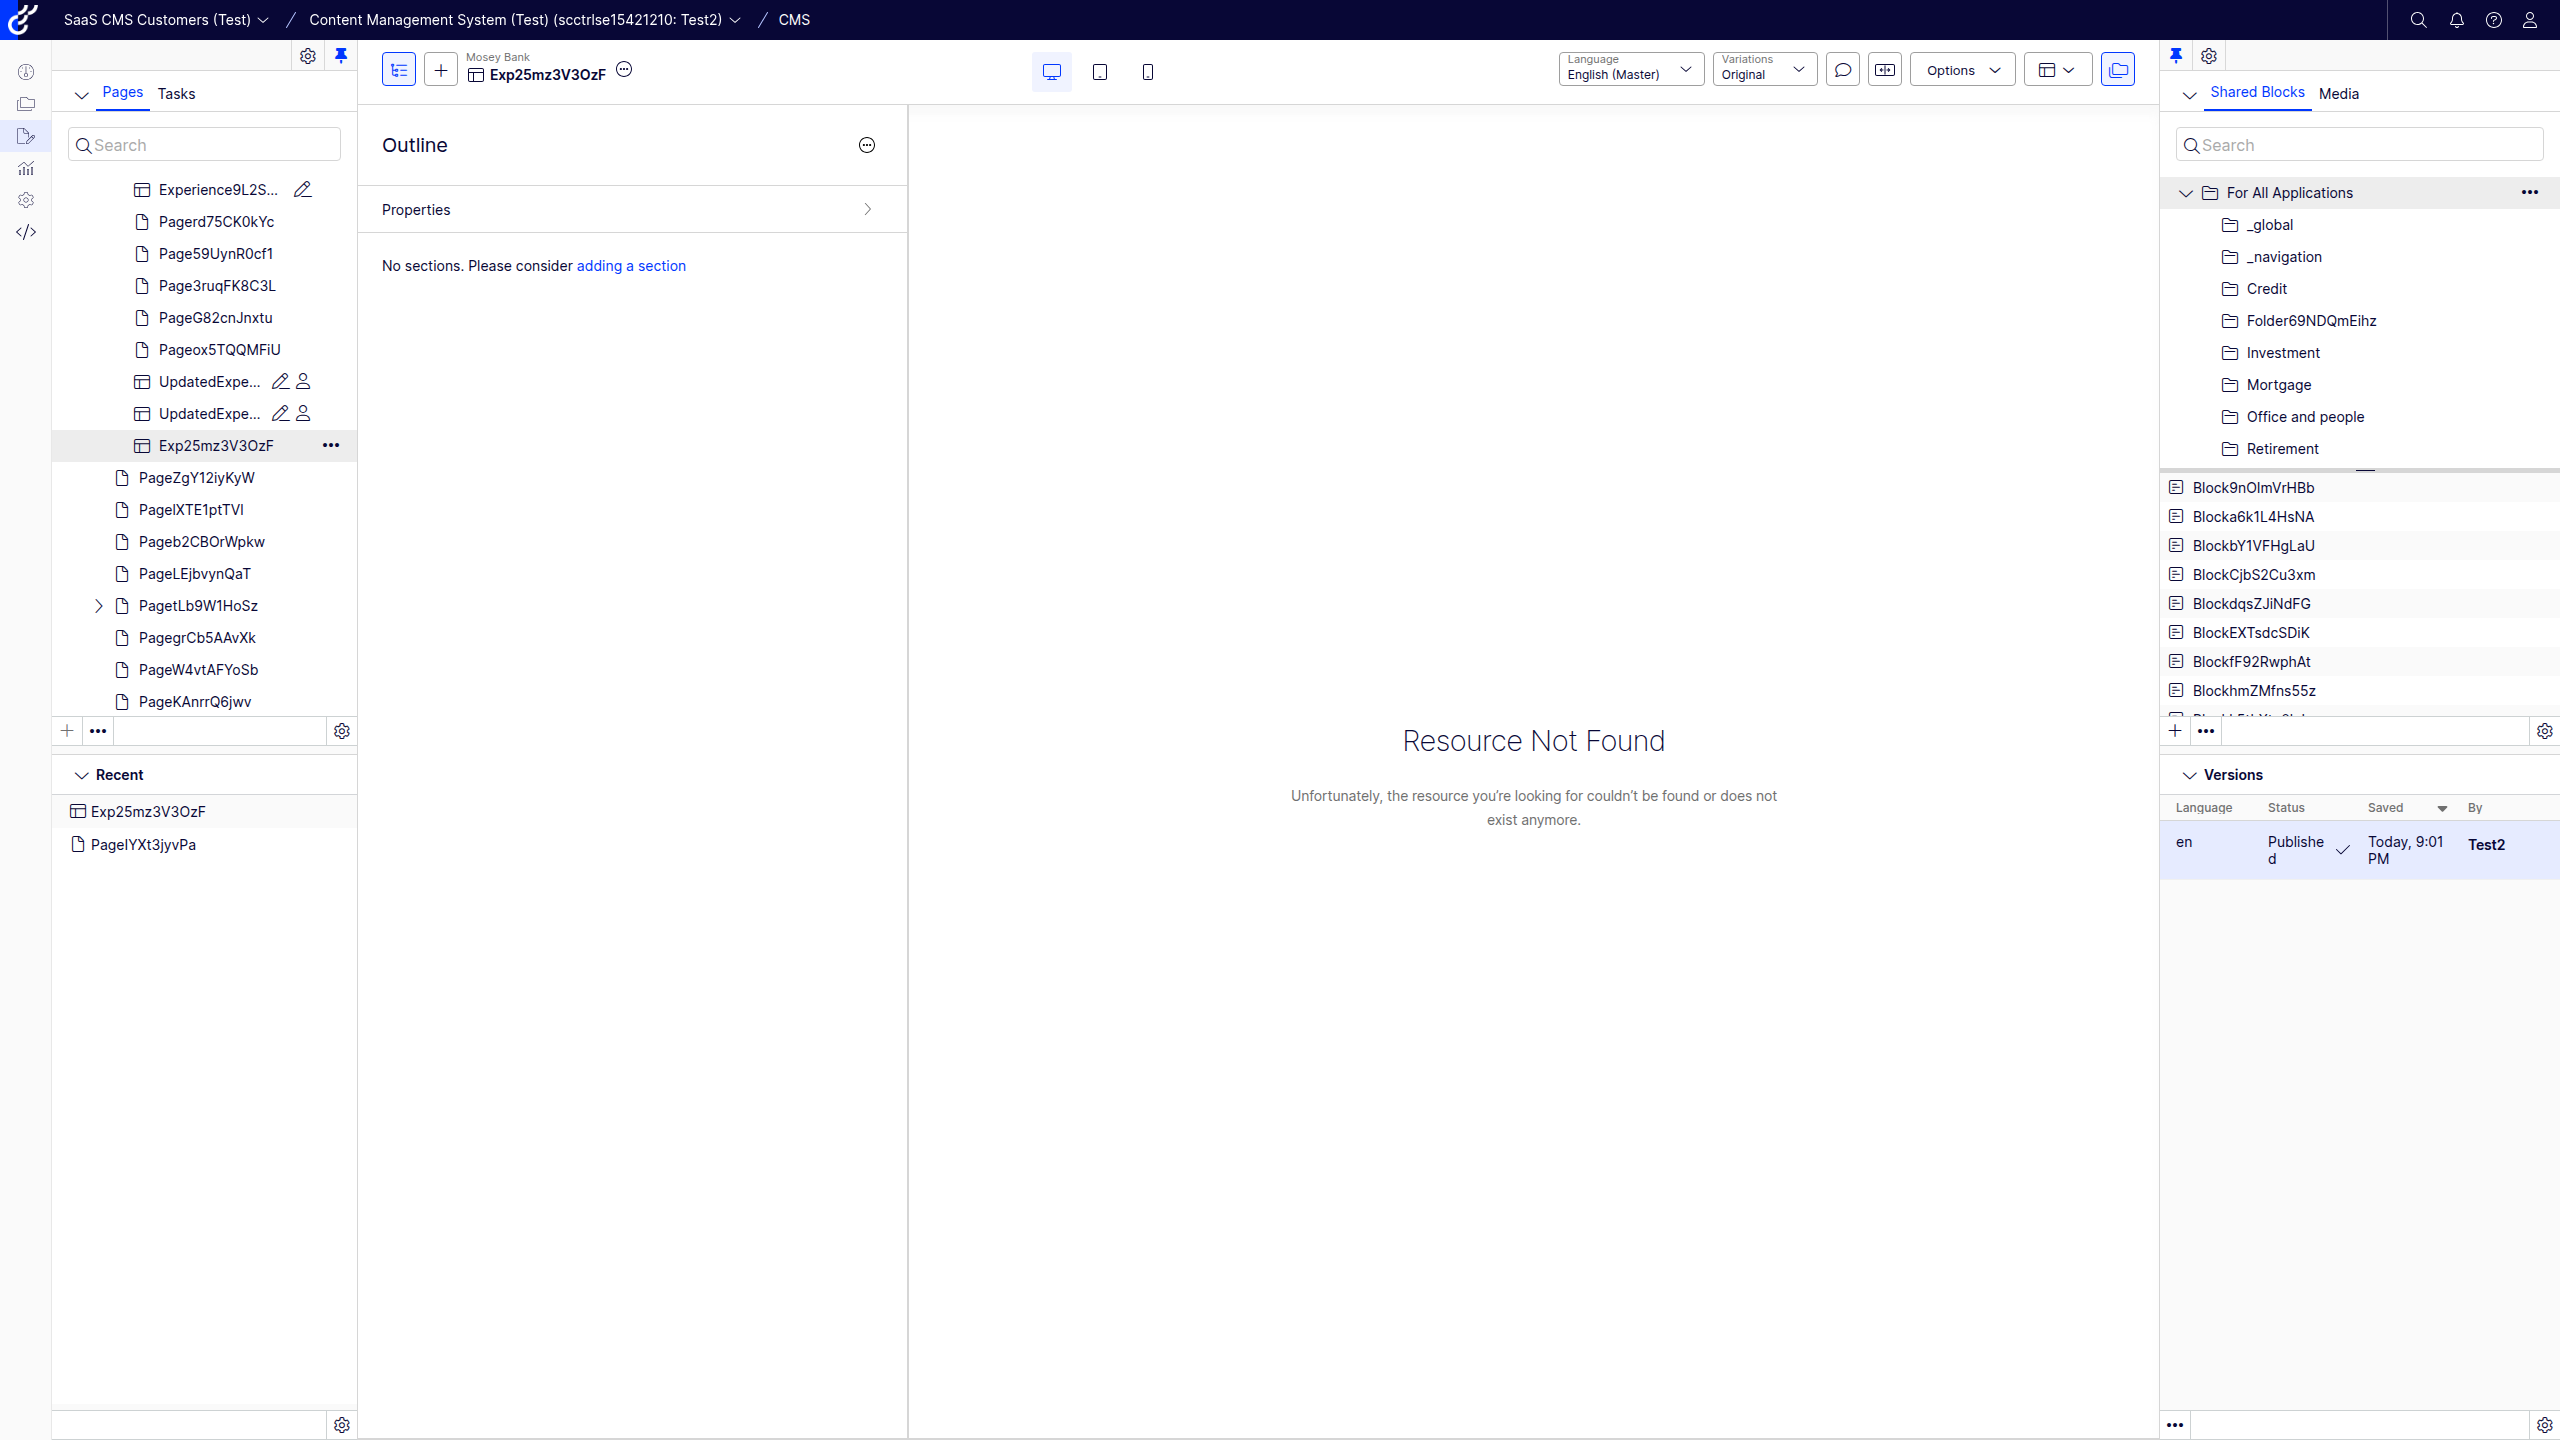 SaaS CMS Customers (Test)
Content Management System (Test) (scctrlse15421210: Test2)
CMS
Pages
Tasks
Search
Experience9L2S...
Pagerd75CK0kYc
Page59UynR0cf1
Page3ruqFK8C3L
PageG82cnJnxtu
Pageox5TQQMFiU
UpdatedExpe...
UpdatedExpe...
Exp25mz3V3OzF
PageZgY12iyKyW
PagelXTE1ptTVI
Pageb2CBOrWpkw
PageLEjbvynQaT
PagetLb9W1HoSz
PagegrCb5AAvXk
PageW4vtAFYoSb
PageKAnrrQ6jwv
Recent
Exp25mz3V3OzF
PagelYXt3jyvPa
Mosey Bank
Exp25mz3V3OzF
Language
English (Master)
Variations
Original
Options
Outline
Properties
No sections. Please consider adding a section
Resource Not Found
Unfortunately, the resource you're looking for couldn't be found or does not
exist anymore.
Shared Blocks
Media
Search
For All Applications
_global
_navigation
Credit
Folder69NDQmEihz
Investment
Mortgage
Office and people
Retirement
Block9nOlmVrHBb
Blocka6k1L4HsNA
BlockbY1VFHgLaU
BlockCjbS2Cu3xm
BlockdqsZJiNdFG
BlockEXTsdcSDiK
BlockfF92RwphAt
BlockhmZMfns55z
Versions
Language Status Saved By
en Publishe Today, 9:01 Test2
d PM